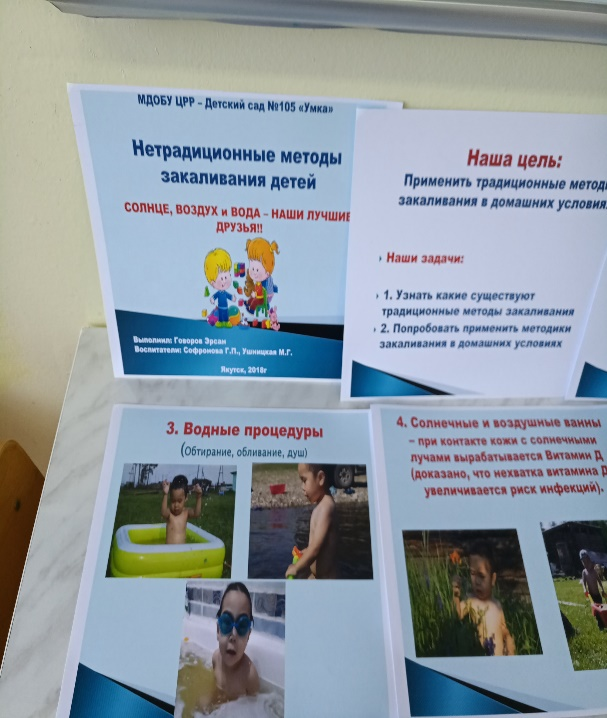 МДОБУ ЦРР – Детский сад №105 «Умка»
Нетрадиционные методы
закаливания детей
СОЛНЦЕ, ВОЗДУХ и ВОДА – НАШИ ЛУЧШИЕ
ДРУЗЬЯ!!
Выполнил: Говоров Эрсан
Воспитатели: Софронова Г.П., Ушницкая М.Г.
Якутск, 2018г
Наша цель:
Применить традиционные метод
закаливания в домашних условия
Наши задачи:
1. Узнать какие существуют
традиционные методы закаливания
2. Попробовать применить методики
закаливания в домашних условиях
3. Водные процедуры
(Обтирание, обливание, душ)
4. Солнечные и воздушные ванны
– при контакте кожи с солнечными
лучами вырабатывается Витамин Д
(доказано, что нехватка витамина Д
увеличивается риск инфекций).